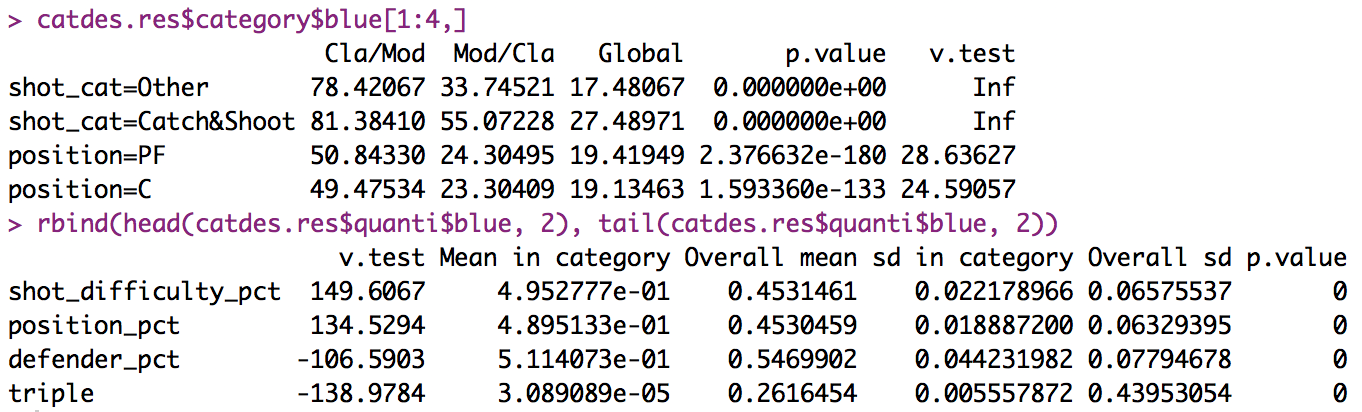 > catdes.res$category$blue[1:4,]
Cla/Mod Mod/Cla Global p.value v.test
shot_cat=Other 78.42067 33.74521 17.48067 0.000000e+00 Inf
shot_cat=Catch&Shoot 81.38410 55.07228 27.48971 0.000000e+00 Inf
position=PF 50.84330 24.30495 19.41949 2.376632e-180 28.63627
position=C 49.47534 23.30409 19.13463 1.593360e-133 24.59057
> rbind(head(catdes.res$quanti$blue, 2), tail(catdes.res$quanti$blue, 2))
v.test Mean in category Overall mean sd in category Overall sd p.value
shot_difficulty_pct 149.6067 4.952777e-01 0.4531461 0.022178966 0.06575537 0
position_pct 134.5294 4.895133e-01 0.4530459 0.018887200 0.06329395 0
defender_pct -106.5903 5.114073e-01 0.5469902 0.044231982 0.07794678 0
triple -138.9784 3.089089e-05 0.2616454 0.005557872 0.43953054 0